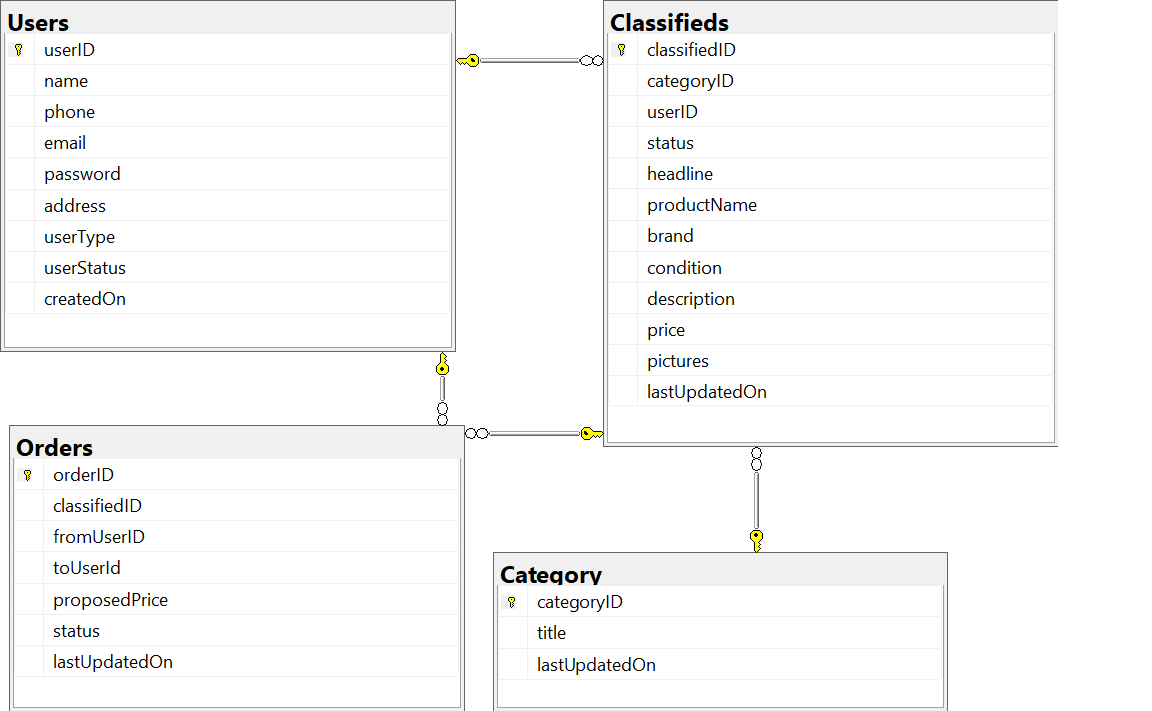 Users
userID
name
phone
email
password
address
userType
userStatus
createdOn
Classifieds
classifiedID
categoryID
userID
status
headline
productName
brand
condition
description
price
pictures
lastUpdatedOn
Orders
orderID
classifiedID
fromUserID
toUserId
proposedPrice
status
lastUpdatedOn
Category
categoryID
title
lastUpdatedOn